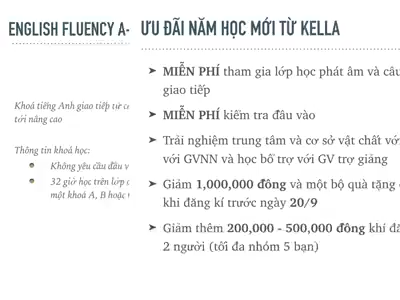 ENGLISH FLUENCY A-
Khoá tiếng Anh giao tiếp từ
tới nâng cao
Thông tin khoá học:
Không yêu cầu đầu
32 giờ học trên lớp
một khoá A, B hoặc
ƯU ĐÃI NĂM HỌC MỚI TỪ KELLA
➤ MIỄN PHÍ tham gia lớp học phát âm và câu
giao tiếp
➤ MIỄN PHÍ kiểm tra đầu vào
➤ Trải nghiệm trung tâm và cơ sở vật chất với
với GVNN và học bổ trợ với GV trợ giảng
➤ Giảm 1,000,000 đồng và một bộ quà tặng
khi đăng kí trước ngày 20/9
➤ Giảm thêm 200,000 - 500,000 đồng khi
2 người (tối đa nhóm 5 bạn)